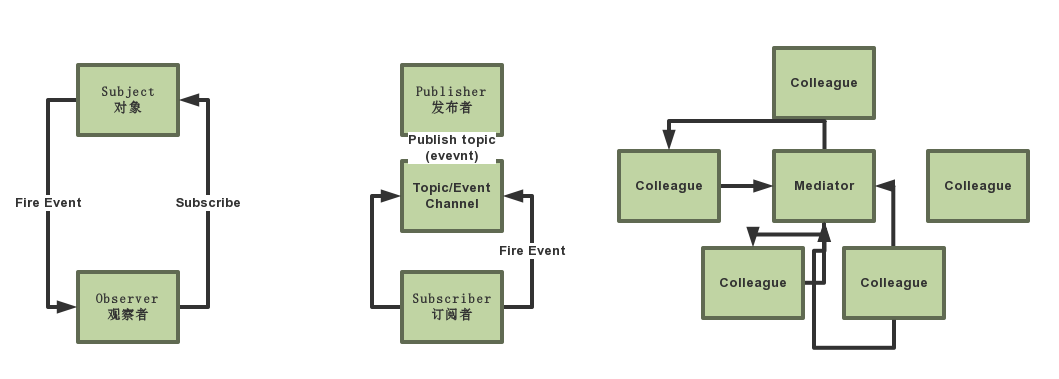 Subject
对象
Fire Event
Subscribe
Observer
观察者
Publisher
发布者
Publish topic
(evevnt)
Topic/Event
Channel
Fire Event
Subscriber
订阅者
Colleague
Colleague
Mediator
Colleague
Colleague
Colleague